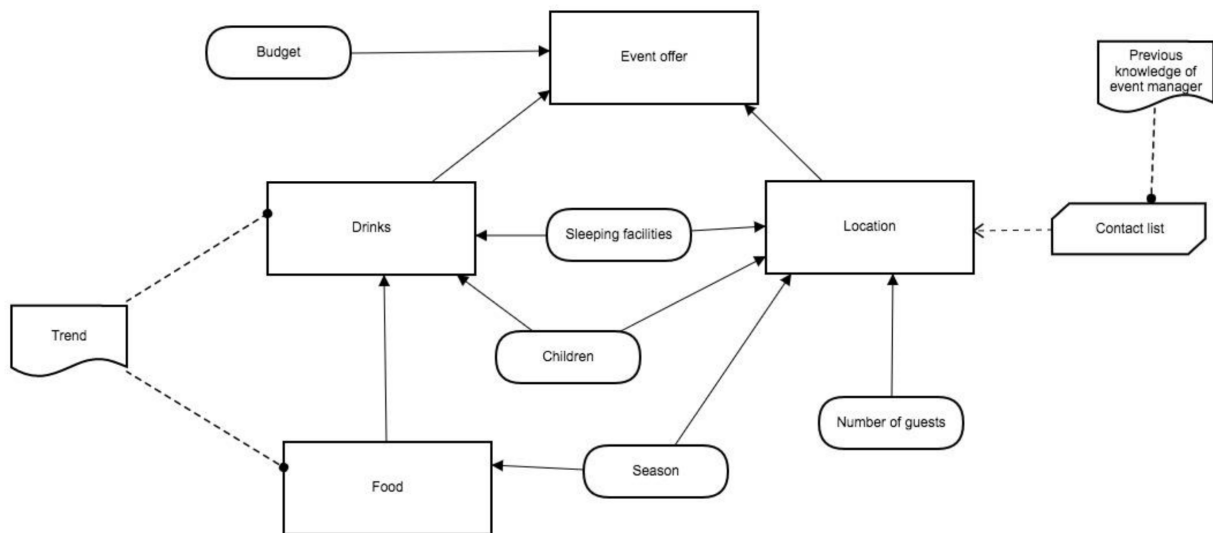 Budget
Event offer
Previous
knowledge of
event manager
Drinks
Sleeping facilities
Location
Contact list
Trend
Children
Number of guests
Season
Food